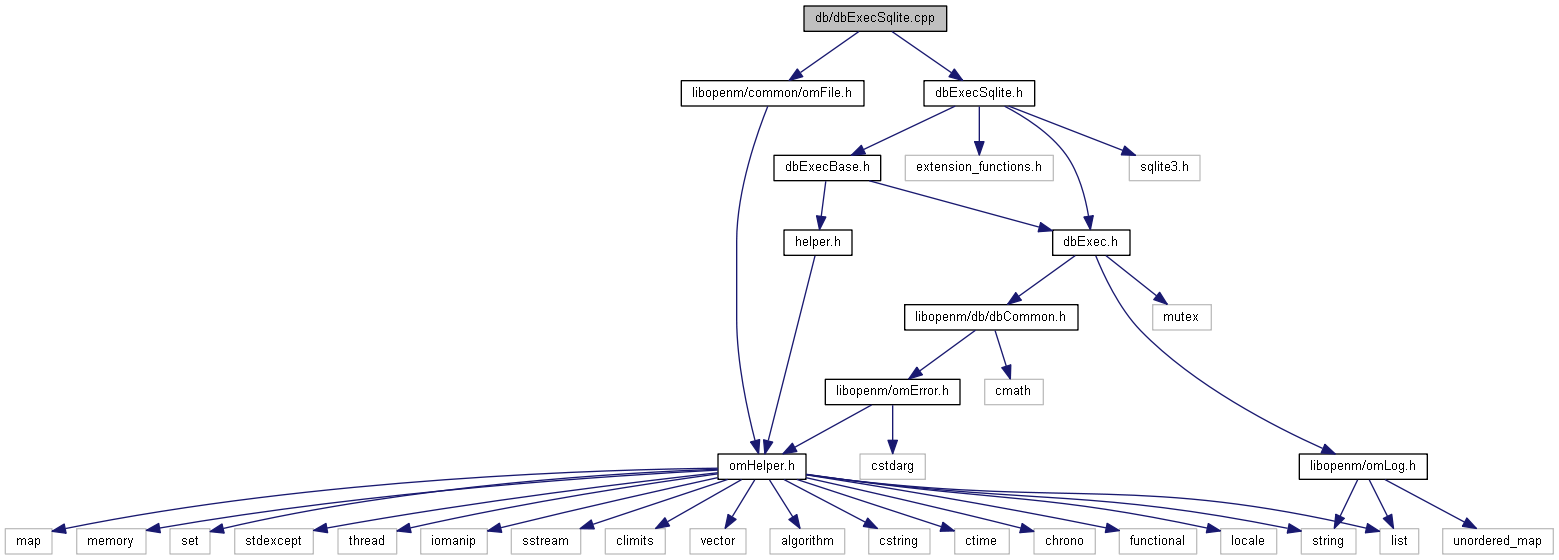 db/dbExecSqlite.cpp
libopenm/common/omFile.h
dbExecSqlite.h
dbExecBase.h
extension_functions.h
sqlite3.h
helper.h
dbExec.h
libopenm/db/dbCommon.h
mutex
libopenm/omError.h
cmath
omHelper.h
cstdarg
libopenm/omLog.h
map
memory
set
stdexcept
thread
iomanip
sstream
climits
vector
algorithm
cstring
ctime
chrono
functional
locale
string
list
unordered_map